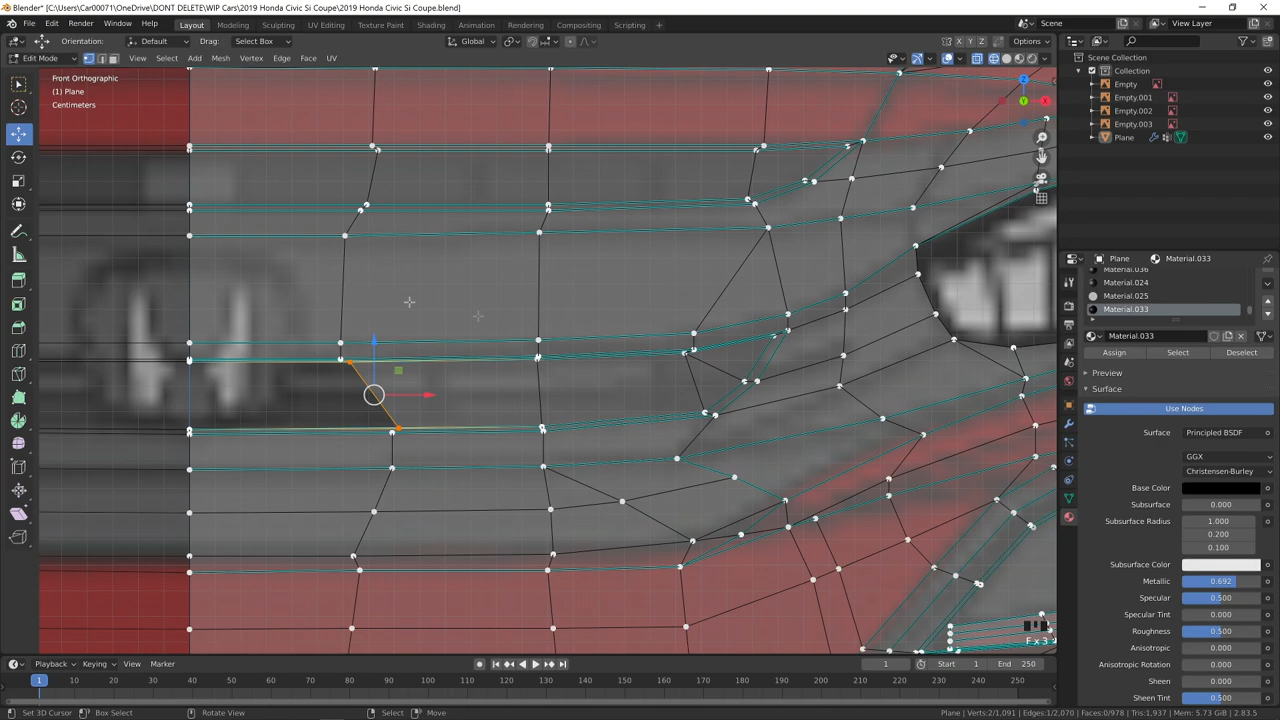 Blender* [C:\Users\Car00071\OneDrive\DONT DELETE\WIP Cars\2019 Honda Civic Si Coupe\2019 Honda Civic Si Coupe.blend]
File Edit Render Window Help Layout Modeling Sculpting UV Editing Texture Paint Shading Animation Rendering Compositing Scripting Scene View Layer
Orientation: Default Drag: Select Box Global X Y Z Options
Edit Mode View Select Add Mesh Vertex Edge Face UV
Scene Collection
Collection
Empty
Empty.001
Empty.002
Empty.003
Plane
Front Orthographic
(1) Plane
Centimeters
Z
Y
X
F x 3
Plane Material.033
Material.036
Material.024
Material.025
Material.033
Material.033
Assign Select Deselect
Preview
Surface
Use Nodes
Surface Principled BSDF
GGX
Christensen-Burley
Base Color
Subsurface 0.000
Subsurface Radius 1.000
0.200
0.100
Subsurface Color
Metallic 0.692
Specular 0.500
Specular Tint 0.000
Roughness 0.500
Anisotropic 0.000
Anisotropic Rotation 0.000
Sheen 0.000
Sheen Tint 0.500
Playback Keying View Marker 1 Start 1 End 250
1 10 20 30 40 50 60 70 80 90 100 110 120 130 140 150 160 170 180 190 200 210 220 230 240 250
Set 3D Cursor Box Select Rotate View Select Move Plane | Verts:2/1,091 | Edges:1/2,070 | Faces:0/978 | Tris:1,937 | Mem: 5.73 GiB | 2.83.5